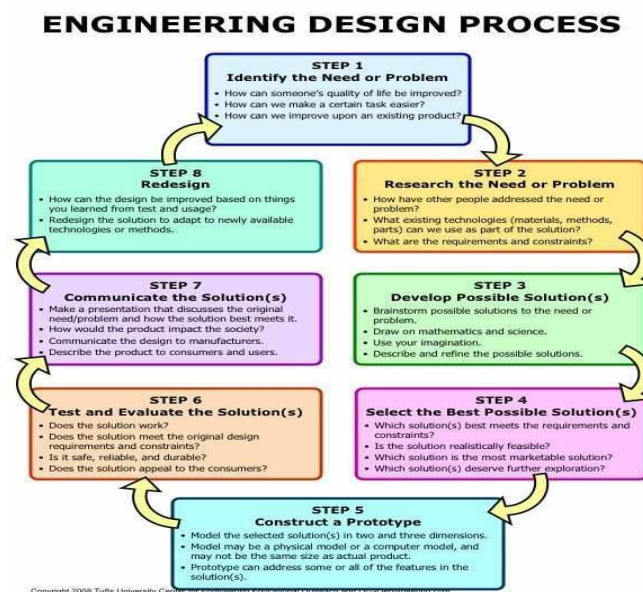 ENGINEERING DESIGN PROCESS
STEP 1
Identify the Need or Problem
• How can someone's quality of life be improved?
• How can we make a certain task easier?
• How can we improve upon an existing product?
STEP 2
Research the Need or Problem
• How have other people addressed the need or
problem?
• What existing technologies (materials, methods,
parts) can we use as part of the solution?
• What are the requirements and constraints?
STEP 3
Develop Possible Solution(s)
• Brainstorm possible solutions to the need or
problem.
• Draw on mathematics and science.
• Use your imagination.
• Describe and refine the possible solutions.
STEP 4
Select the Best Possible Solution(s)
• Which solution(s) best meets the requirements and
constraints?
• Is the solution realistically feasible?
• Which solution is the most marketable solution?
• Which solution(s) deserve further exploration?
STEP 5
Construct a Prototype
• Model the selected solution(s) in two and three dimensions.
• Model may be a physical model or a computer model, and
may not be the same size as actual product.
• Prototype can address some or all of the features in the
solution(s).
STEP 6
Test and Evaluate the Solution(s)
• Does the solution work?
• Does the solution meet the original design
requirements and constraints?
• Is it safe, reliable, and durable?
• Does the solution appeal to the consumers?
STEP 7
Communicate the Solution(s)
• Make a presentation that discusses the original
need/problem and how the solution best meets it.
• How would the product impact the society?
• Communicate the design to manufacturers.
• Describe the product to consumers and users.
STEP 8
Redesign
• How can the design be improved based on things
you learned from test and usage?
• Redesign the solution to adapt to newly available
technologies or methods.
Copyright 2008 Tufts University Center for Engineering Educational Outreach and